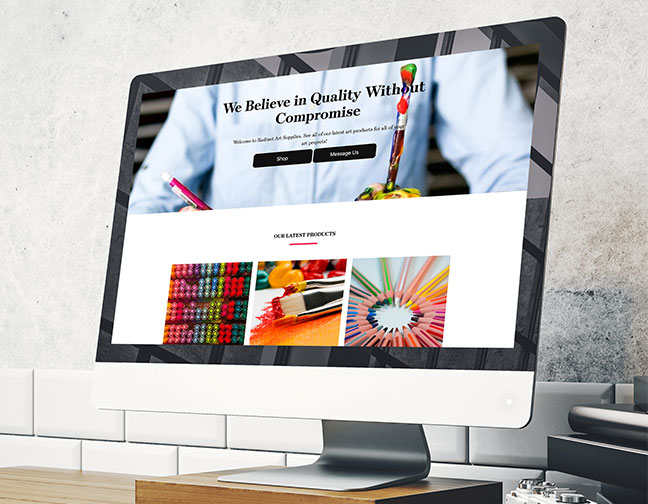 We Believe in Quality Without
Compromise
Welcome to Radiant Art Supplies. See all of our latest art products for all of your
art projects!
Shop
Message Us
OUR LATEST PRODUCTS